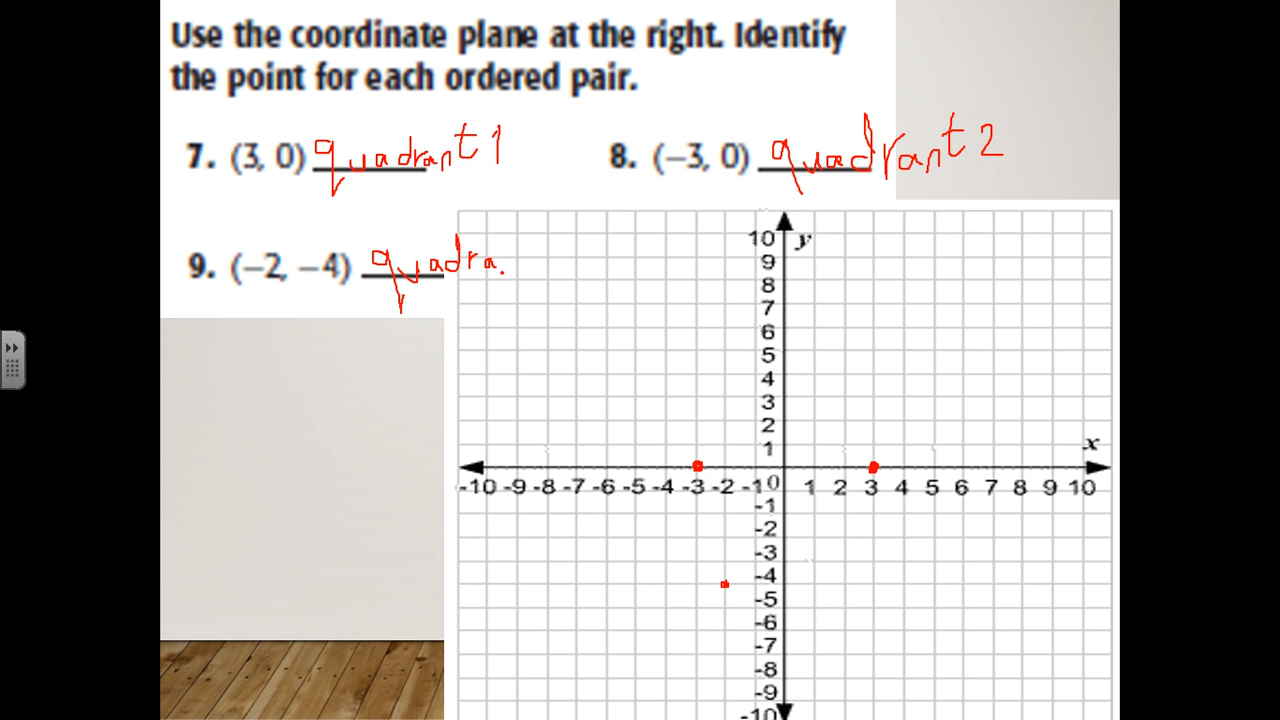 Use the coordinate plane at the right. Identify
the point for each ordered pair.
7. (3, 0) quadrant 1
8. (−3, 0) quadrant 2
9. (−2, −4) quadra.
10 y
9
8
7
6
5
4
3
2
1 x
-10 -9 -8 -7 -6 -5 -4 -3 -2 -1 0 1 2 3 4 5 6 7 8 9 10
-1
-2
-3
-4
-5
-6
-7
-8
-9
-10